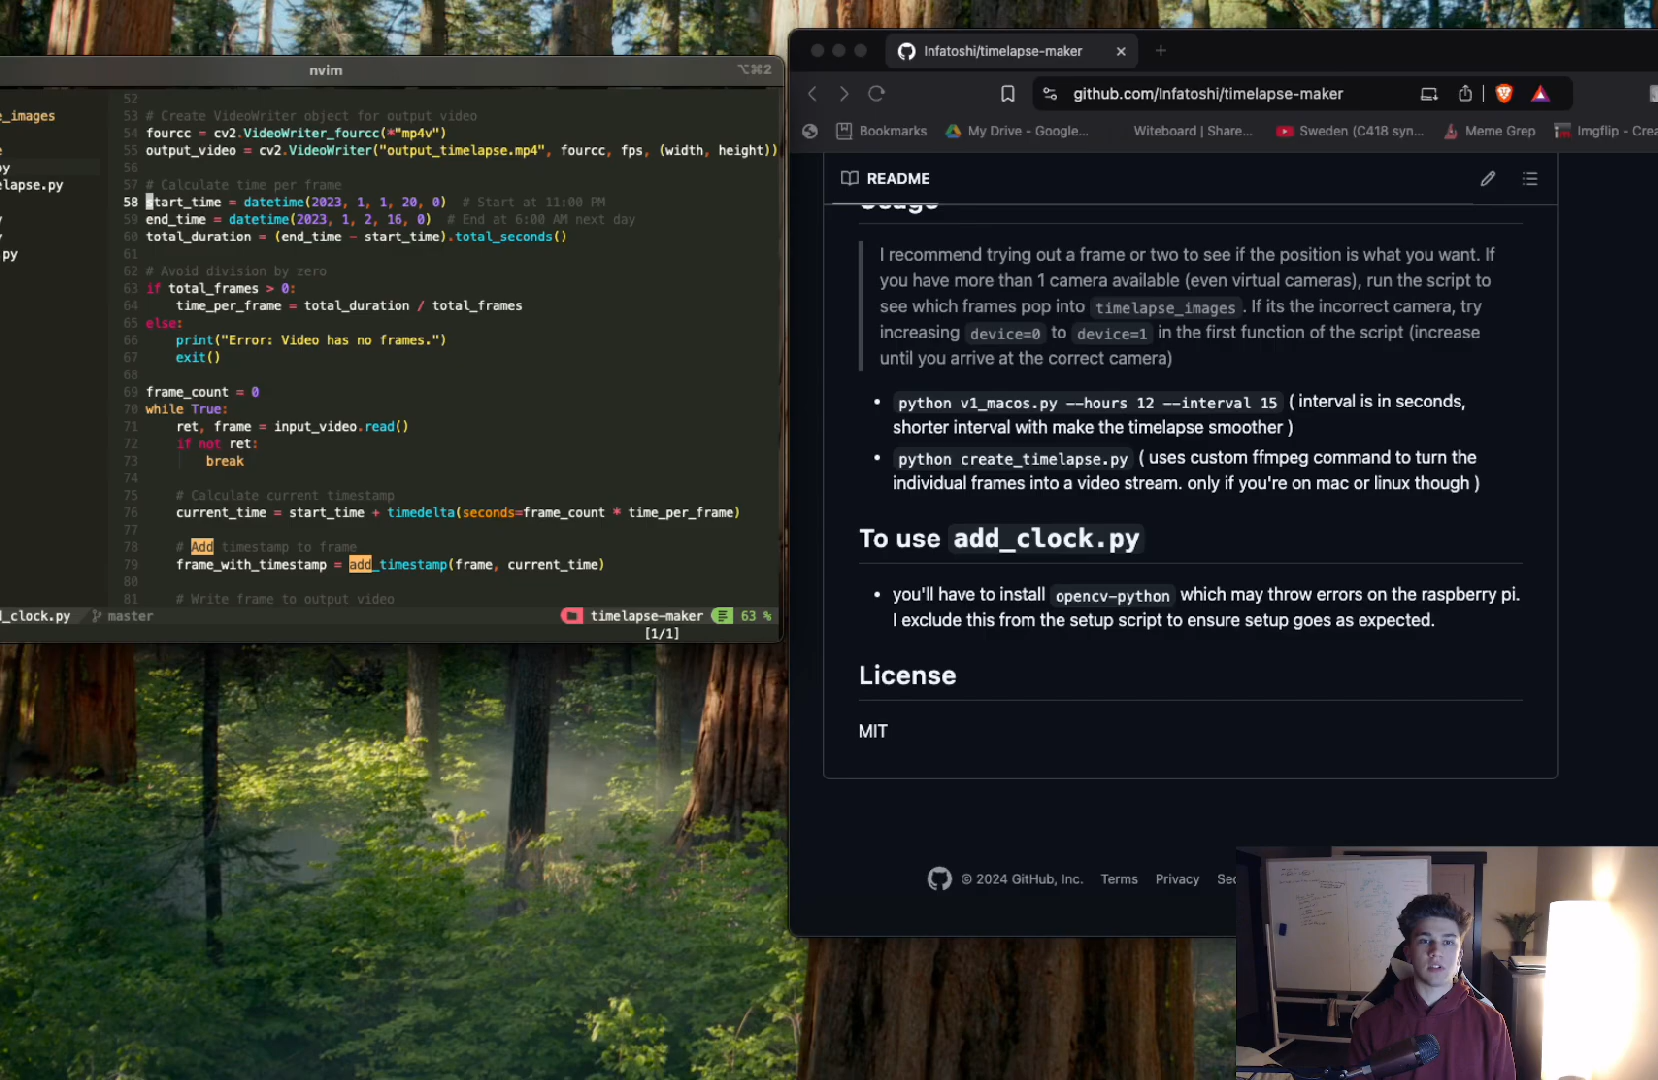 nvim
⌥⌘2
e_images
e
py
elapse.py
y
y
.py
52
53 # Create VideoWriter object for output video
54 fourcc = cv2.VideoWriter_fourcc(*"mp4v")
55 output_video = cv2.VideoWriter("output_timelapse.mp4", fourcc, fps, (width, height))
56
57 # Calculate time per frame
58 start_time = datetime(2023, 1, 1, 20, 0)  # Start at 11:00 PM
59 end_time = datetime(2023, 1, 2, 16, 0)  # End at 6:00 AM next day
60 total_duration = (end_time - start_time).total_seconds()
61
62 # Avoid division by zero
63 if total_frames > 0:
64 time_per_frame = total_duration / total_frames
65 else:
66 print("Error: Video has no frames.")
67 exit()
68
69 frame_count = 0
70 while True:
71 ret, frame = input_video.read()
72 if not ret:
73 break
74
75 # Calculate current timestamp
76 current_time = start_time + timedelta(seconds=frame_count * time_per_frame)
77
78 # Add timestamp to frame
79 frame_with_timestamp = add_timestamp(frame, current_time)
80
81 # Write frame to output video
d_clock.py master timelapse-maker 63 %
[1/1]
Infatoshi/timelapse-maker
github.com/Infatoshi/timelapse-maker
Bookmarks My Drive - Google... Witeboard | Share... Sweden (C418 syn... Meme Grep Imgflip - Crea
README
Usage
I recommend trying out a frame or two to see if the position is what you want. If
you have more than 1 camera available (even virtual cameras), run the script to
see which frames pop into timelapse_images. If its the incorrect camera, try
increasing device=0 to device=1 in the first function of the script (increase
until you arrive at the correct camera)
• python v1_macos.py --hours 12 --interval 15 ( interval is in seconds,
shorter interval with make the timelapse smoother )
• python create_timelapse.py ( uses custom ffmpeg command to turn the
individual frames into a video stream. only if you're on mac or linux though )
To use add_clock.py
• you'll have to install opencv-python which may throw errors on the raspberry pi.
I exclude this from the setup script to ensure setup goes as expected.
License
MIT
© 2024 GitHub, Inc. Terms Privacy Sec